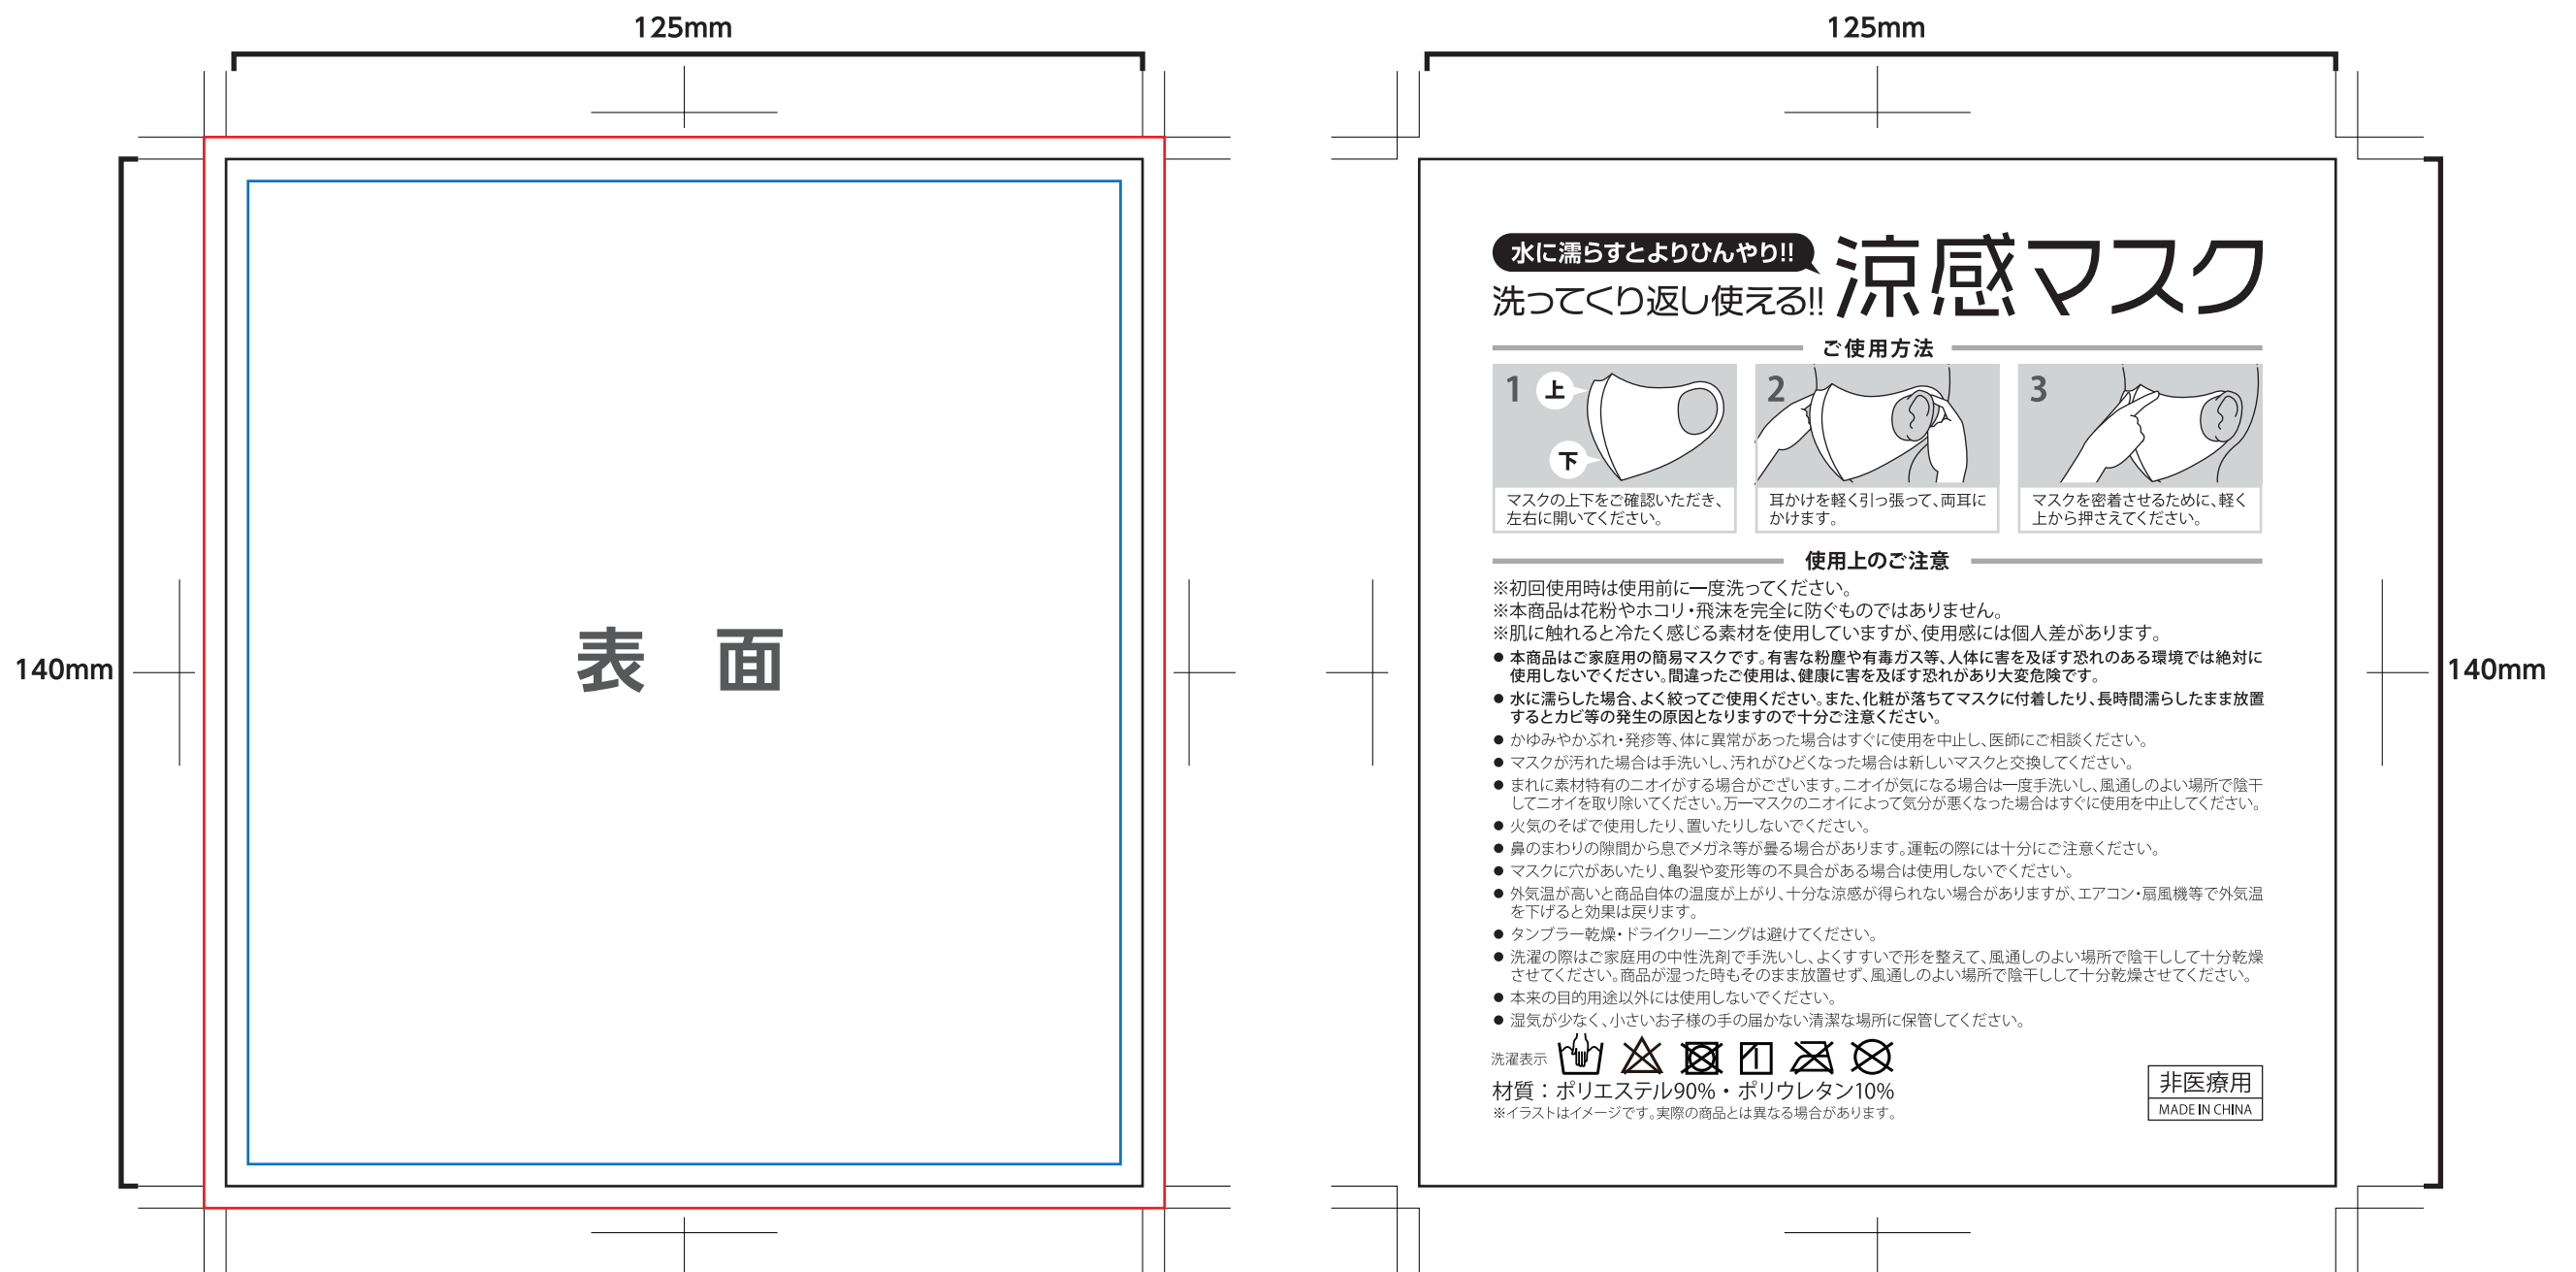 125mm
140mm
表 面
125mm
140mm
水に濡らすとよりひんやり!!
洗ってくり返し使える!!
涼感マスク
ご使用方法
1
上
下
マスクの上下をご確認いただき、
左右に開いてください。
2
耳かけを軽く引っ張って、両耳に
かけます。
3
マスクを密着させるために、軽く
上から押さえてください。
使用上のご注意
※初回使用時は使用前に一度洗ってください。
※本商品は花粉やホコリ・飛沫を完全に防ぐものではありません。
※肌に触れると冷たく感じる素材を使用していますが、使用感には個人差があります。
● 本商品はご家庭用の簡易マスクです。有害な粉塵や有毒ガス等、人体に害を及ぼす恐れのある環境では絶対に
使用しないでください。間違ったご使用は、健康に害を及ぼす恐れがあり大変危険です。
● 水に濡らした場合、よく絞ってご使用ください。また、化粧が落ちてマスクに付着したり、長時間濡らしたまま放置
するとカビ等の発生の原因となりますので十分ご注意ください。
● かゆみやかぶれ・発疹等、体に異常があった場合はすぐに使用を中止し、医師にご相談ください。
● マスクが汚れた場合は手洗いし、汚れがひどくなった場合は新しいマスクと交換してください。
● まれに素材特有のニオイがする場合がございます。ニオイが気になる場合は一度手洗いし、風通しのよい場所で陰干
してニオイを取り除いてください。万一マスクのニオイによって気分が悪くなった場合はすぐに使用を中止してください。
● 火気のそばで使用したり、置いたりしないでください。
● 鼻のまわりの隙間から息でメガネ等が曇る場合があります。運転の際には十分にご注意ください。
● マスクに穴があいたり、亀裂や変形等の不具合がある場合は使用しないでください。
● 外気温が高いと商品自体の温度が上がり、十分な涼感が得られない場合がありますが、エアコン・扇風機等で外気温
を下げると効果は戻ります。
● タンブラー乾燥・ドライクリーニングは避けてください。
● 洗濯の際はご家庭用の中性洗剤で手洗いし、よくすすいで形を整えて、風通しのよい場所で陰干しして十分乾燥
させてください。商品が湿った時もそのまま放置せず、風通しのよい場所で陰干しして十分乾燥させてください。
● 本来の目的用途以外には使用しないでください。
● 湿気が少なく、小さいお子様の手の届かない清潔な場所に保管してください。
洗濯表示
材質：ポリエステル90%・ポリウレタン10%
※イラストはイメージです。実際の商品とは異なる場合があります。
非医療用
MADE IN CHINA